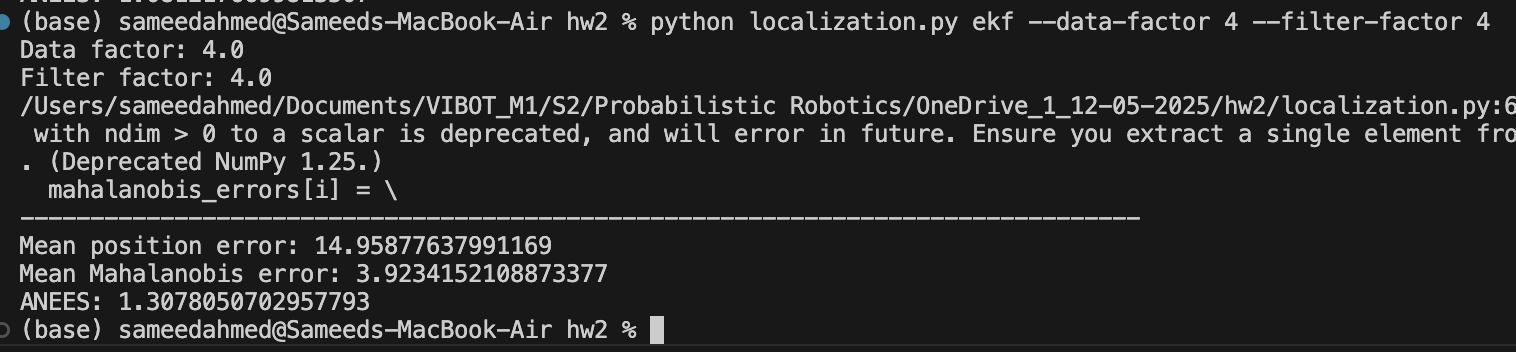 (base) sameedahmed@Sameeds-MacBook-Air hw2 % python localization.py ekf --data-factor 4 --filter-factor 4
Data factor: 4.0
Filter factor: 4.0
/Users/sameedahmed/Documents/VIBOT_M1/S2/Probabilistic Robotics/OneDrive_1_12-05-2025/hw2/localization.py:6
with ndim > 0 to a scalar is deprecated, and will error in future. Ensure you extract a single element fro
. (Deprecated NumPy 1.25.)
mahalanobis_errors[i] = \
--------------------------------------------------------------------------------
Mean position error: 14.95877637991169
Mean Mahalanobis error: 3.9234152108873377
ANEES: 1.3078050702957793
(base) sameedahmed@Sameeds-MacBook-Air hw2 %